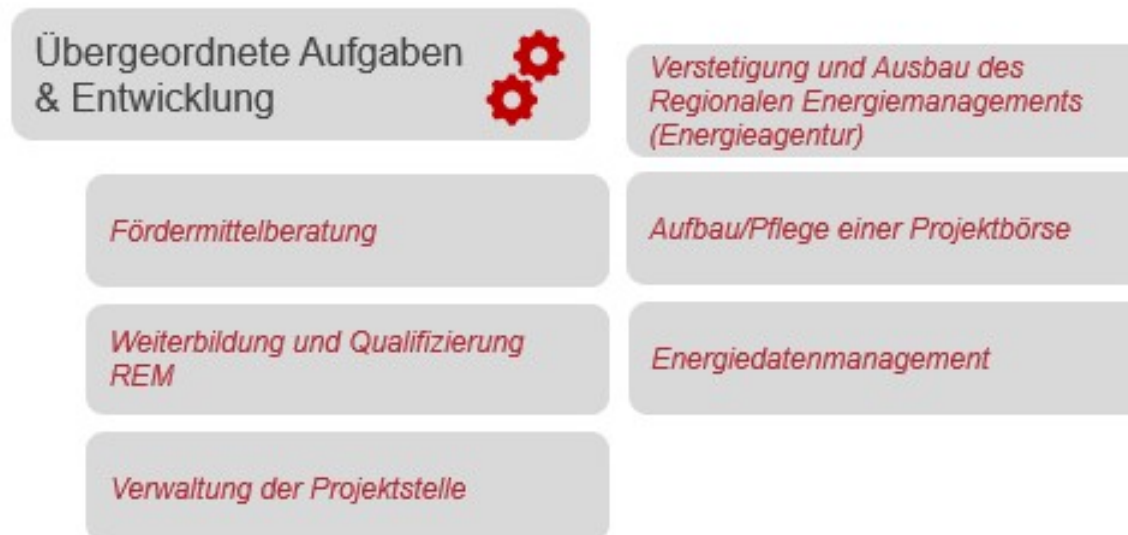 Übergeordnete Aufgaben
& Entwicklung
Verstetigung und Ausbau des
Regionalen Energiemanagements
(Energieagentur)
Fördermittelberatung
Aufbau/Pflege einer Projektbörse
Weiterbildung und Qualifizierung
REM
Energiedatenmanagement
Verwaltung der Projektstelle